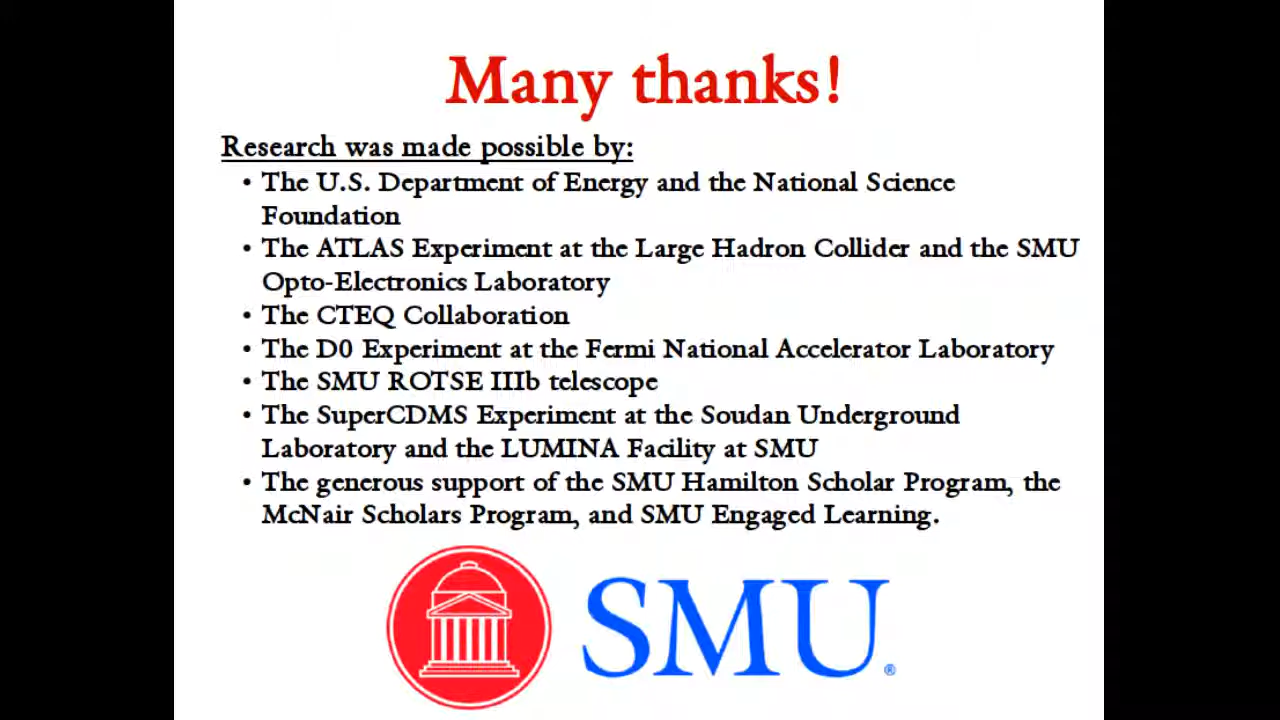 Many thanks!
Research was made possible by:
• The U.S. Department of Energy and the National Science
Foundation
• The ATLAS Experiment at the Large Hadron Collider and the SMU
Opto-Electronics Laboratory
• The CTEQ Collaboration
• The D0 Experiment at the Fermi National Accelerator Laboratory
• The SMU ROTSE IIIb telescope
• The SuperCDMS Experiment at the Soudan Underground
Laboratory and the LUMINA Facility at SMU
• The generous support of the SMU Hamilton Scholar Program, the
McNair Scholars Program, and SMU Engaged Learning.
SMU®